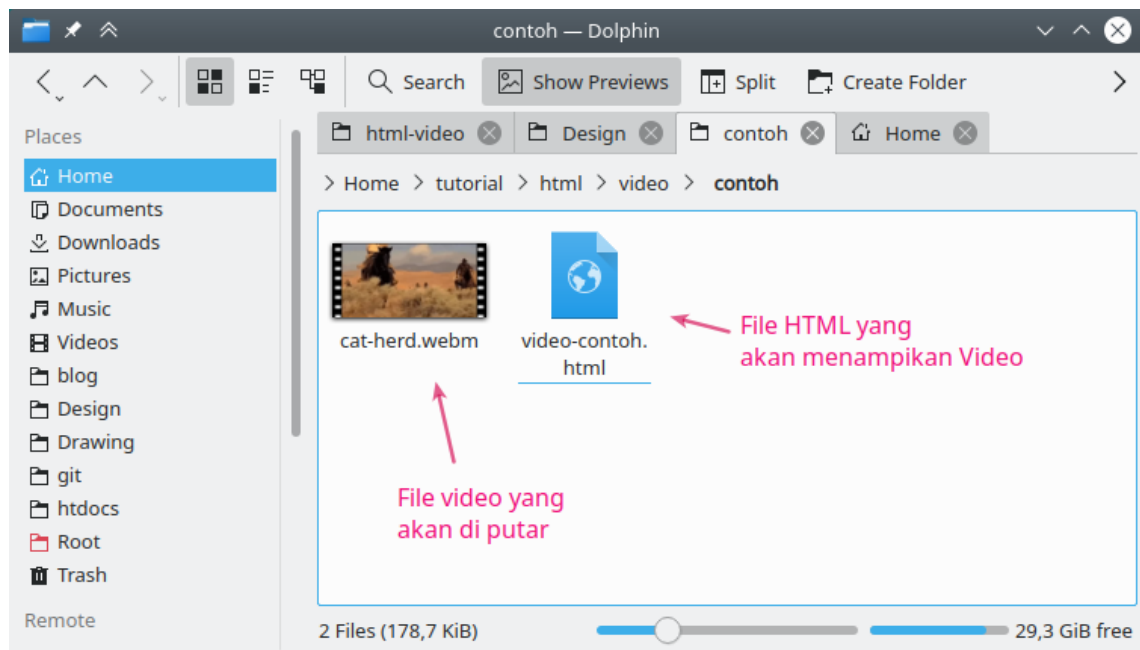 contoh — Dolphin
Search
Show Previews
Split
Create Folder
Places
Home
Documents
Downloads
Pictures
Music
Videos
blog
Design
Drawing
git
htdocs
Root
Trash
Remote
html-video
Design
contoh
Home
> Home > tutorial > html > video > contoh
cat-herd.webm
video-contoh.
html
File HTML yang
akan menampikan Video
File video yang
akan di putar
2 Files (178,7 KiB)
29,3 GiB free